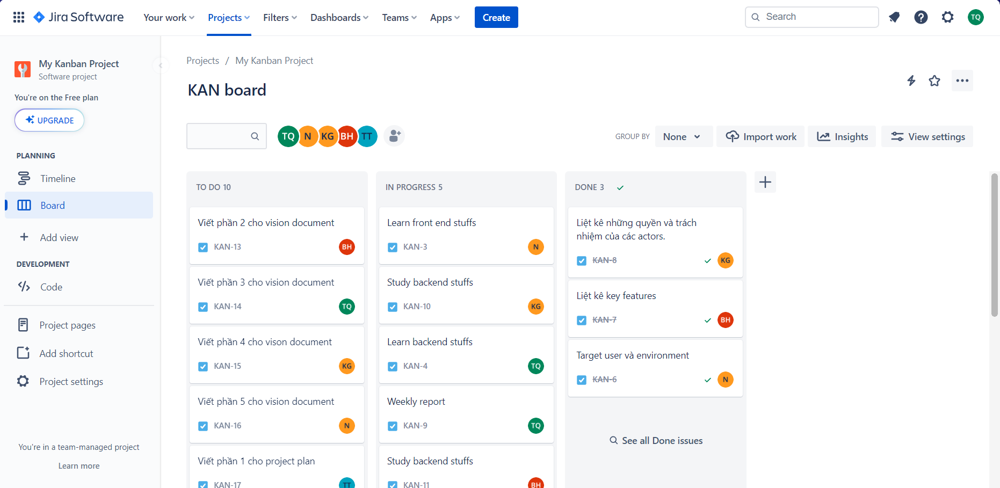 Jira Software
Your work
Projects
Filters
Dashboards
Teams
Apps
Create
Search
TQ
My Kanban Project
Software project
You're on the Free plan
UPGRADE
PLANNING
Timeline
Board
Add view
DEVELOPMENT
Code
Project pages
Add shortcut
Project settings
You're in a team-managed project
Learn more
Projects / My Kanban Project
KAN board
TQ N KG BH TT
GROUP BY
None
Import work
Insights
View settings
TO DO 10
Viết phần 2 cho vision document
KAN-13
BH
Viết phần 3 cho vision document
KAN-14
TQ
Viết phần 4 cho vison document
KAN-15
KG
Viết phần 5 cho vision document
KAN-16
N
Viết phần 1 cho project plan
KAN-17
TT
IN PROGRESS 5
Learn front end stuffs
KAN-3
N
Study backend stuffs
KAN-10
KG
Learn backend stuffs
KAN-4
TQ
Weekly report
KAN-9
TQ
Study backend stuffs
KAN-11
BH
DONE 3
Liệt kê những quyền và trách
nhiệm của các actors.
KAN-8
KG
Liệt kê key features
KAN-7
BH
Target user và environment
KAN-6
N
See all Done issues